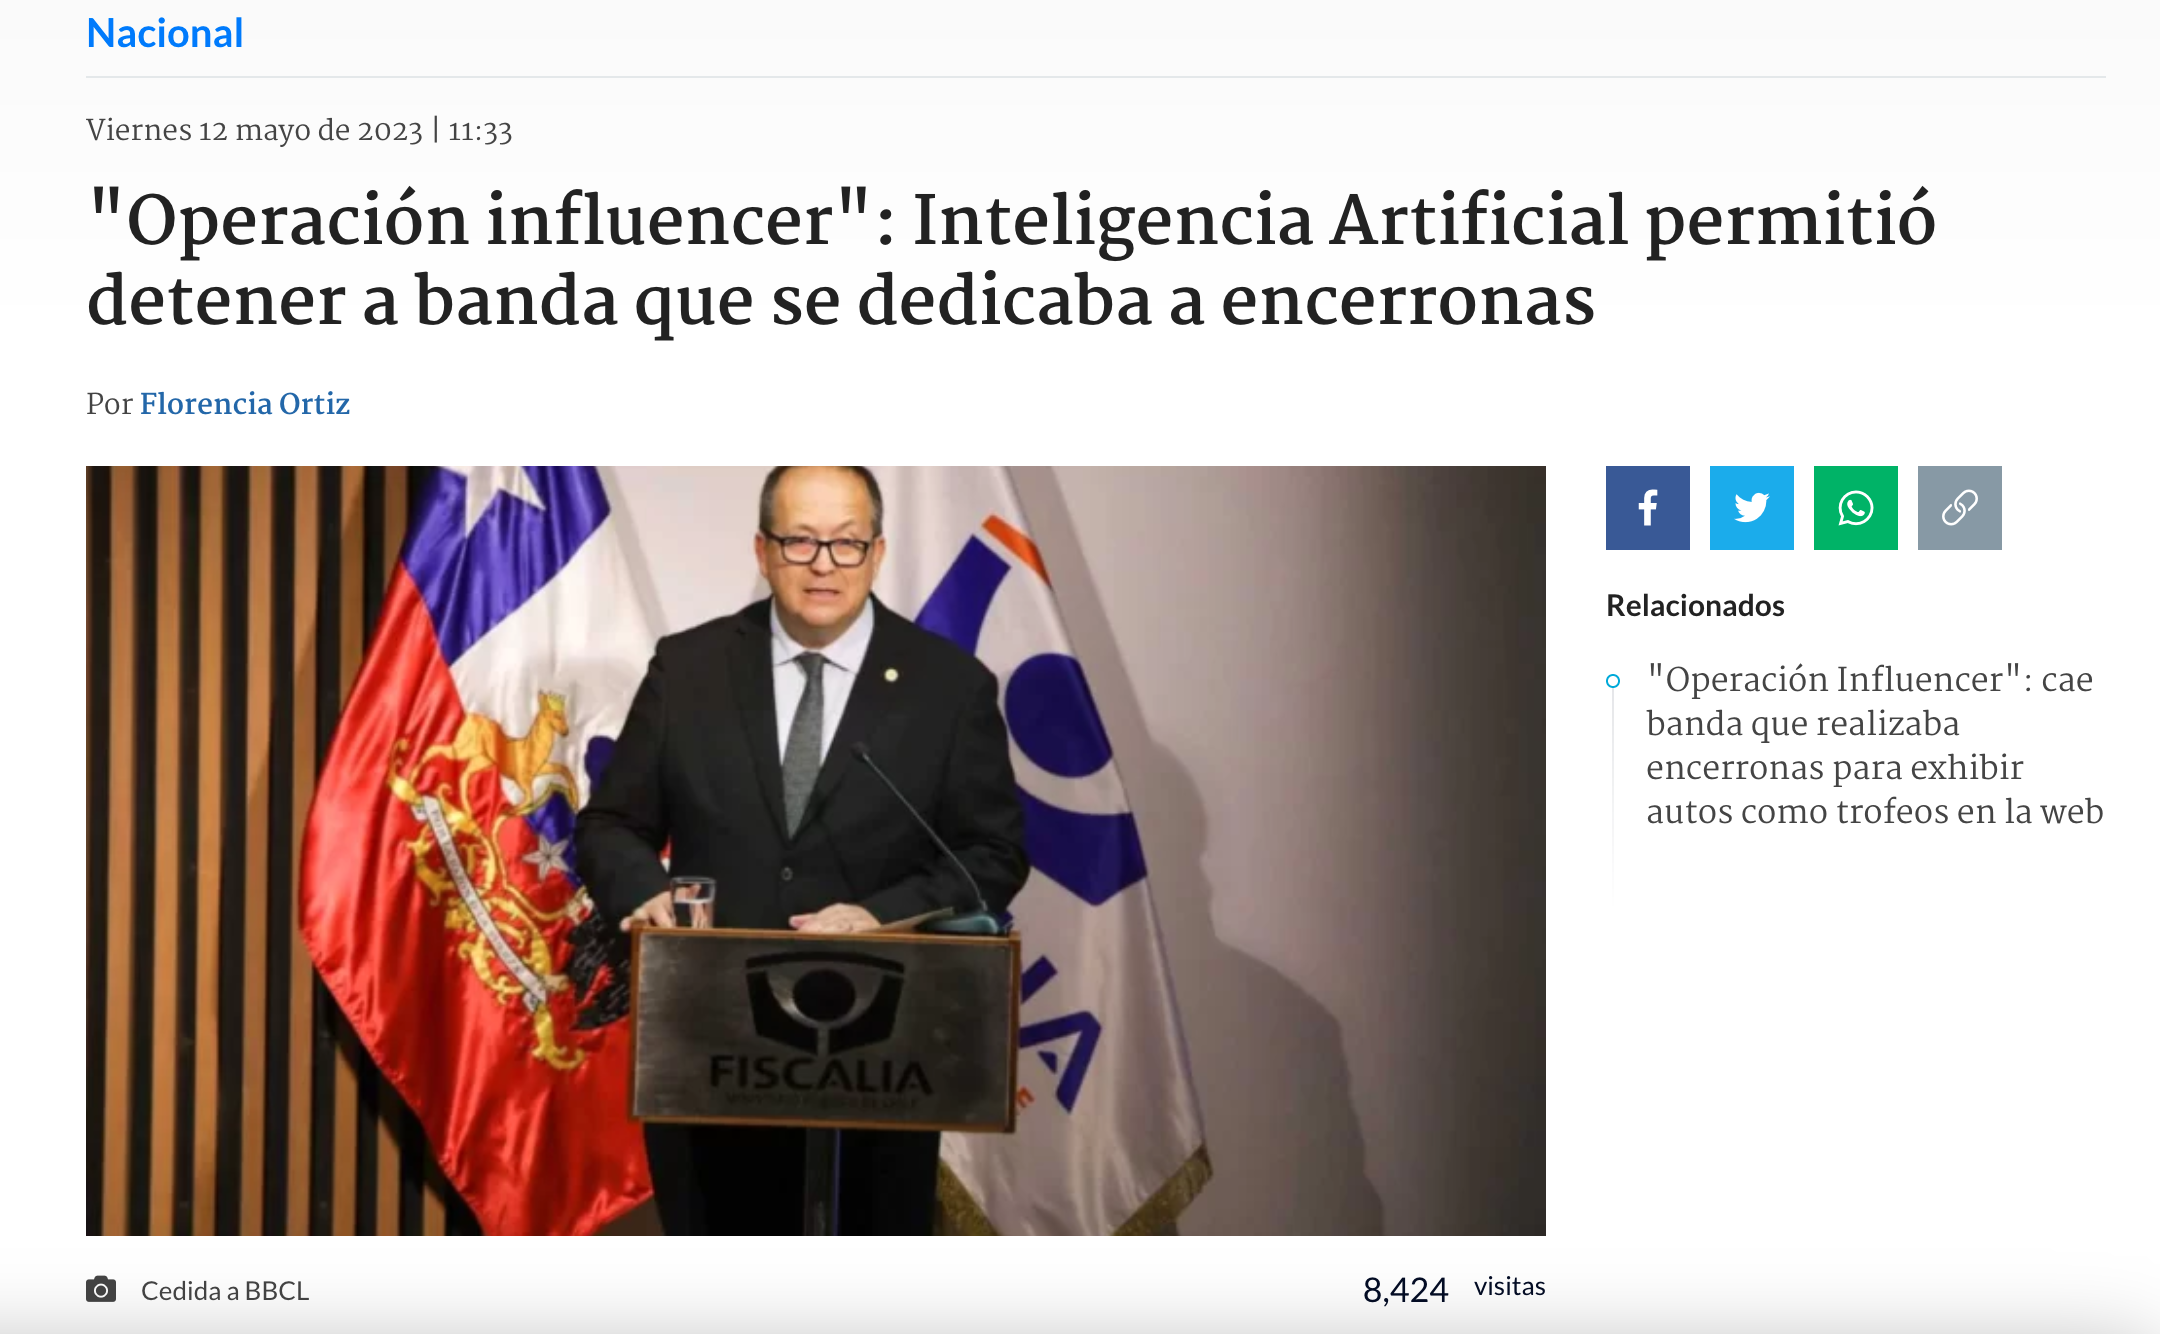 Nacional
Viernes 12 mayo de 2023 | 11:33
"Operación influencer": Inteligencia Artificial permitió
detener a banda que se dedicaba a encerronas
Por Florencia Ortiz
FISCALIA
Relacionados
"Operación Influencer": cae
banda que realizaba
encerronas para exhibir
autos como trofeos en la web
Cedida a BBCL
8,424 visitas